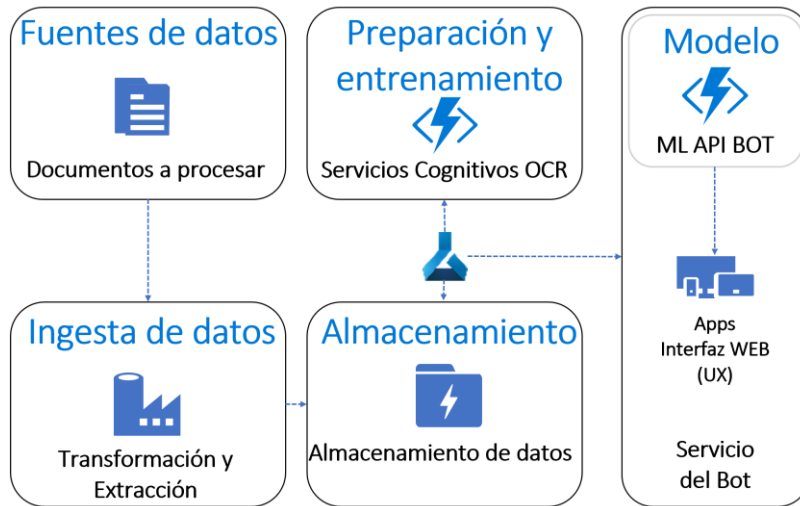 Fuentes de datos
Documentos a procesar
Preparación y
entrenamiento
Servicios Cognitivos OCR
Modelo
ML API BOT
Apps
Interfaz WEB
(UX)
Servicio
del Bot
Ingesta de datos
Transformación y
Extracción
Almacenamiento
Almacenamiento de datos